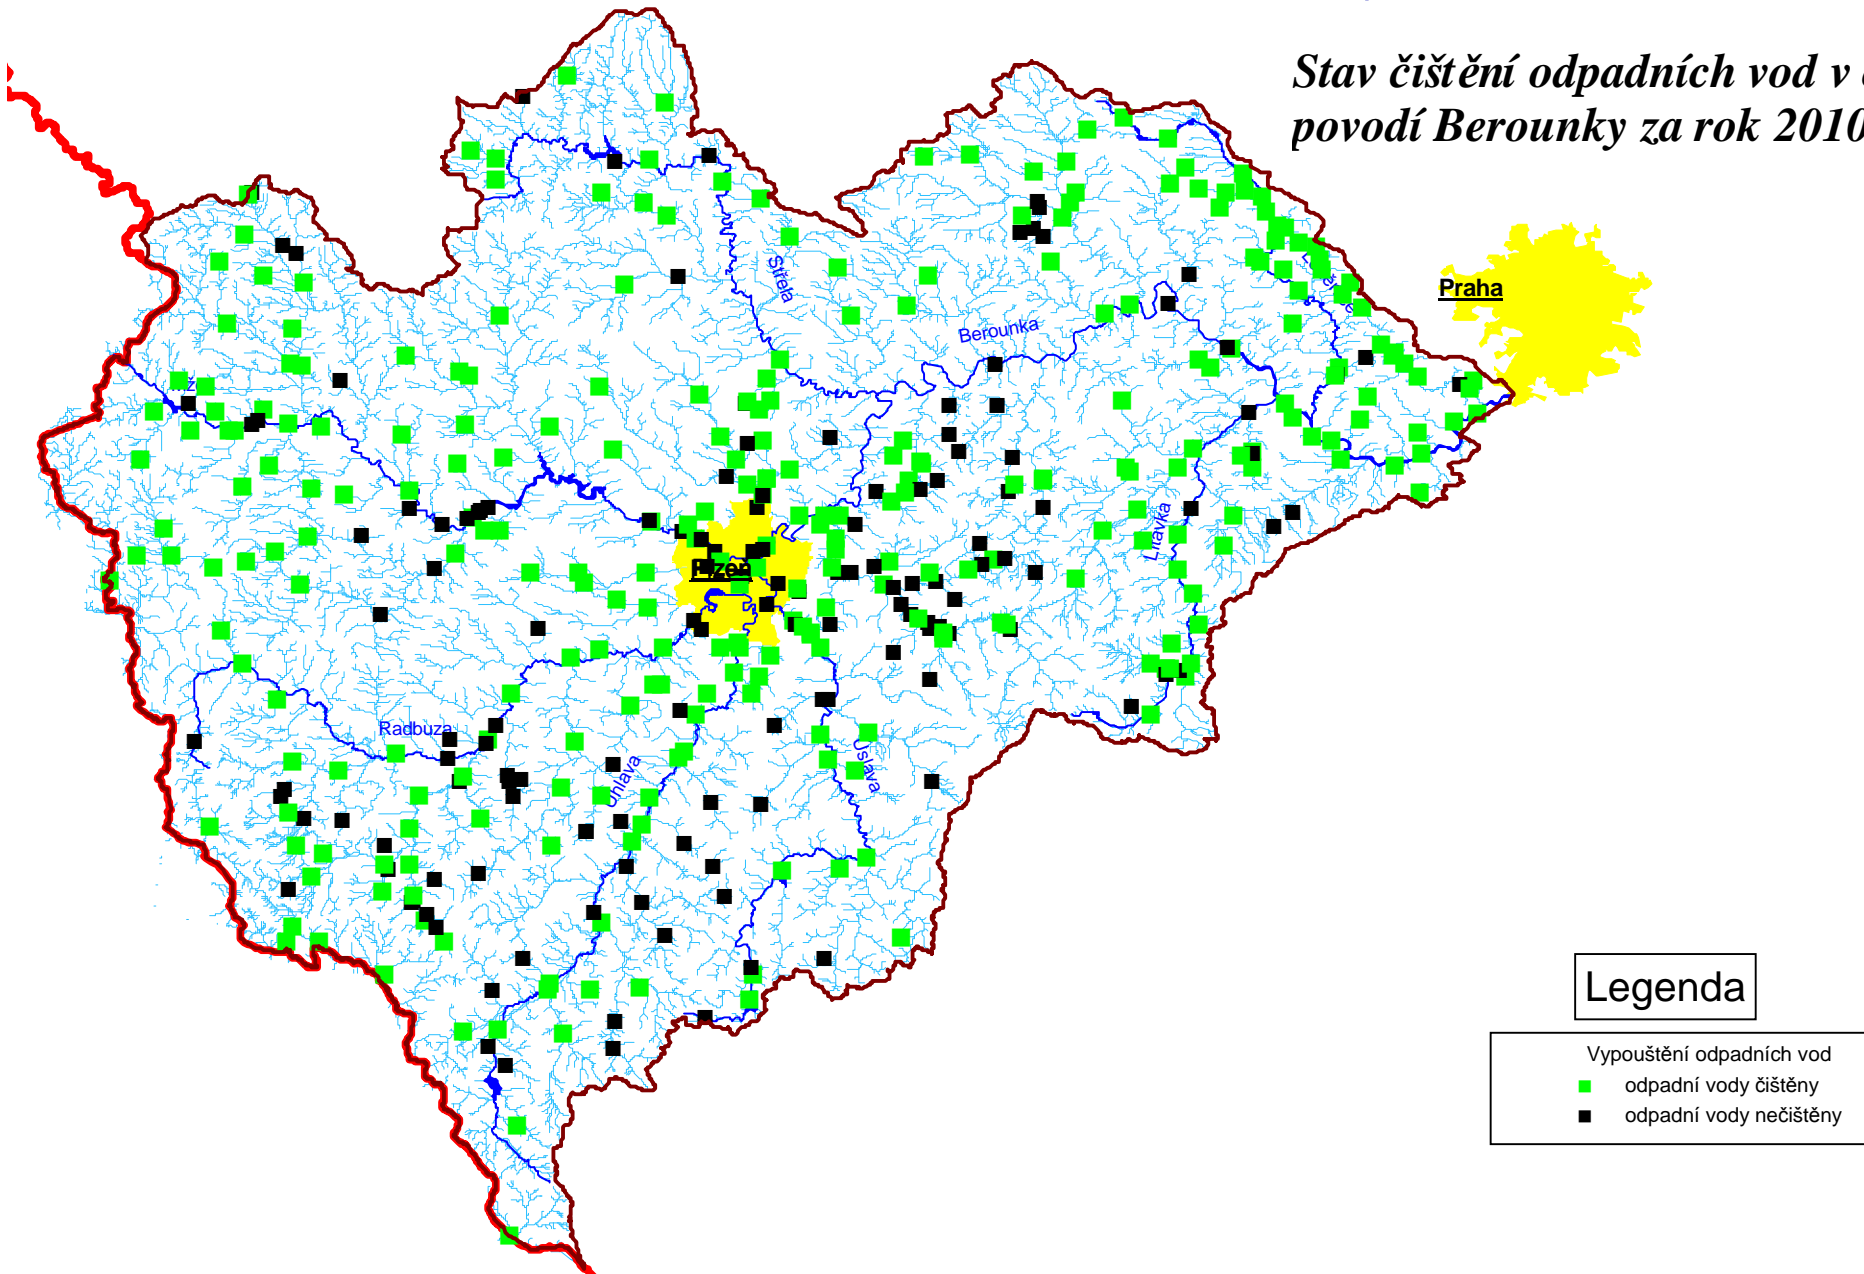 Stav čištění odpadních vod v
povodí Berounky za rok 2010
Praha
Střela
Berounka
Litavka
Plzeň
Radbuza
Úhlava
Úslava
Legenda
Vypouštění odpadních vod
odpadní vody čištěny
odpadní vody nečištěny